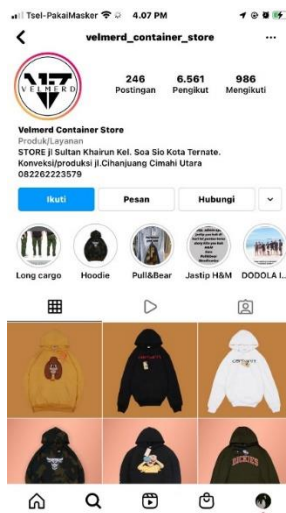 Tsel-PakaiMasker 4.07 PM
velmerd_container_store
VELMERD
246 6.561 986
Postingan Pengikut Mengikuti
Velmerd Container Store
Produk/Layanan
STORE jl Sultan Khairun Kel. Soa Sio Kota Ternate.
Konveksi/produksi jl.Cihanjuang Cimahi Utara
082262223579
Ikuti Pesan Hubungi
Long cargo Hoodie Pull&Bear Jastip H&M DODOLA I...
carhartt
DICKIES